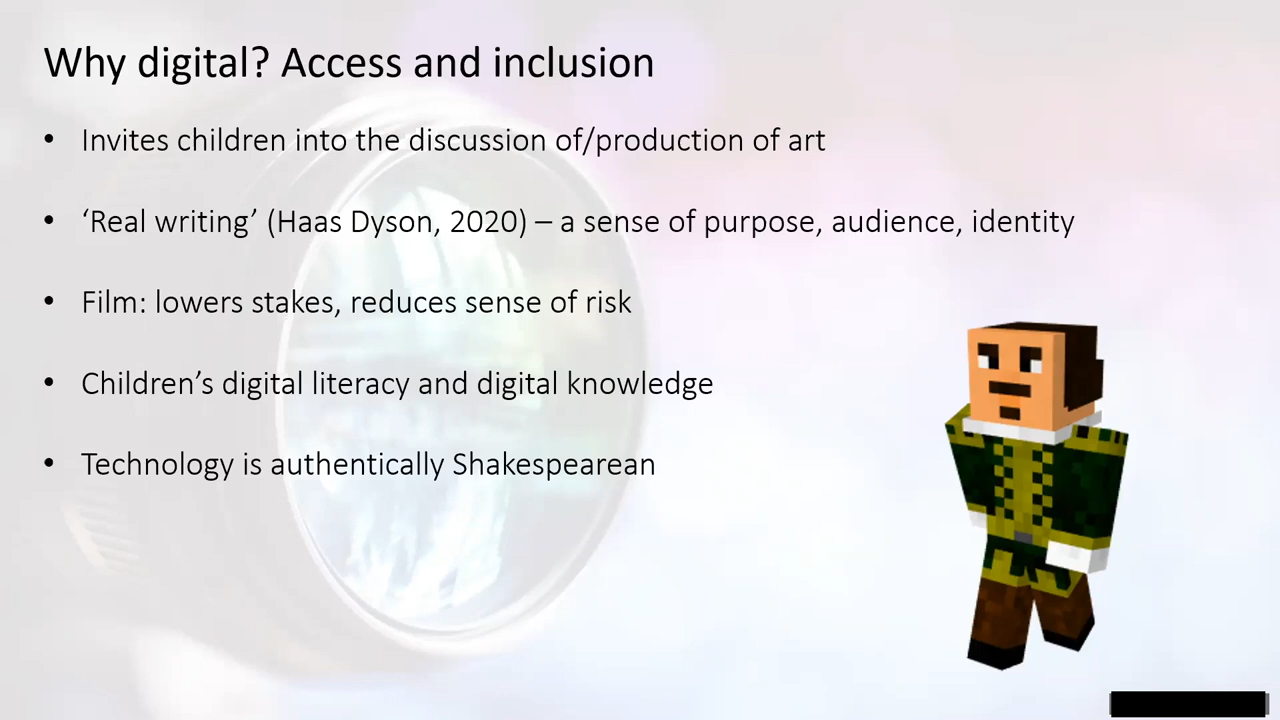 Why digital? Access and inclusion
• Invites children into the discussion of/production of art
• ‘Real writing’ (Haas Dyson, 2020) – a sense of purpose, audience, identity
• Film: lowers stakes, reduces sense of risk
• Children’s digital literacy and digital knowledge
• Technology is authentically Shakespearean